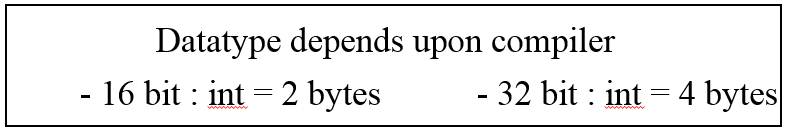 Datatype depends upon compiler
- 16 bit : int = 2 bytes - 32 bit : int = 4 bytes